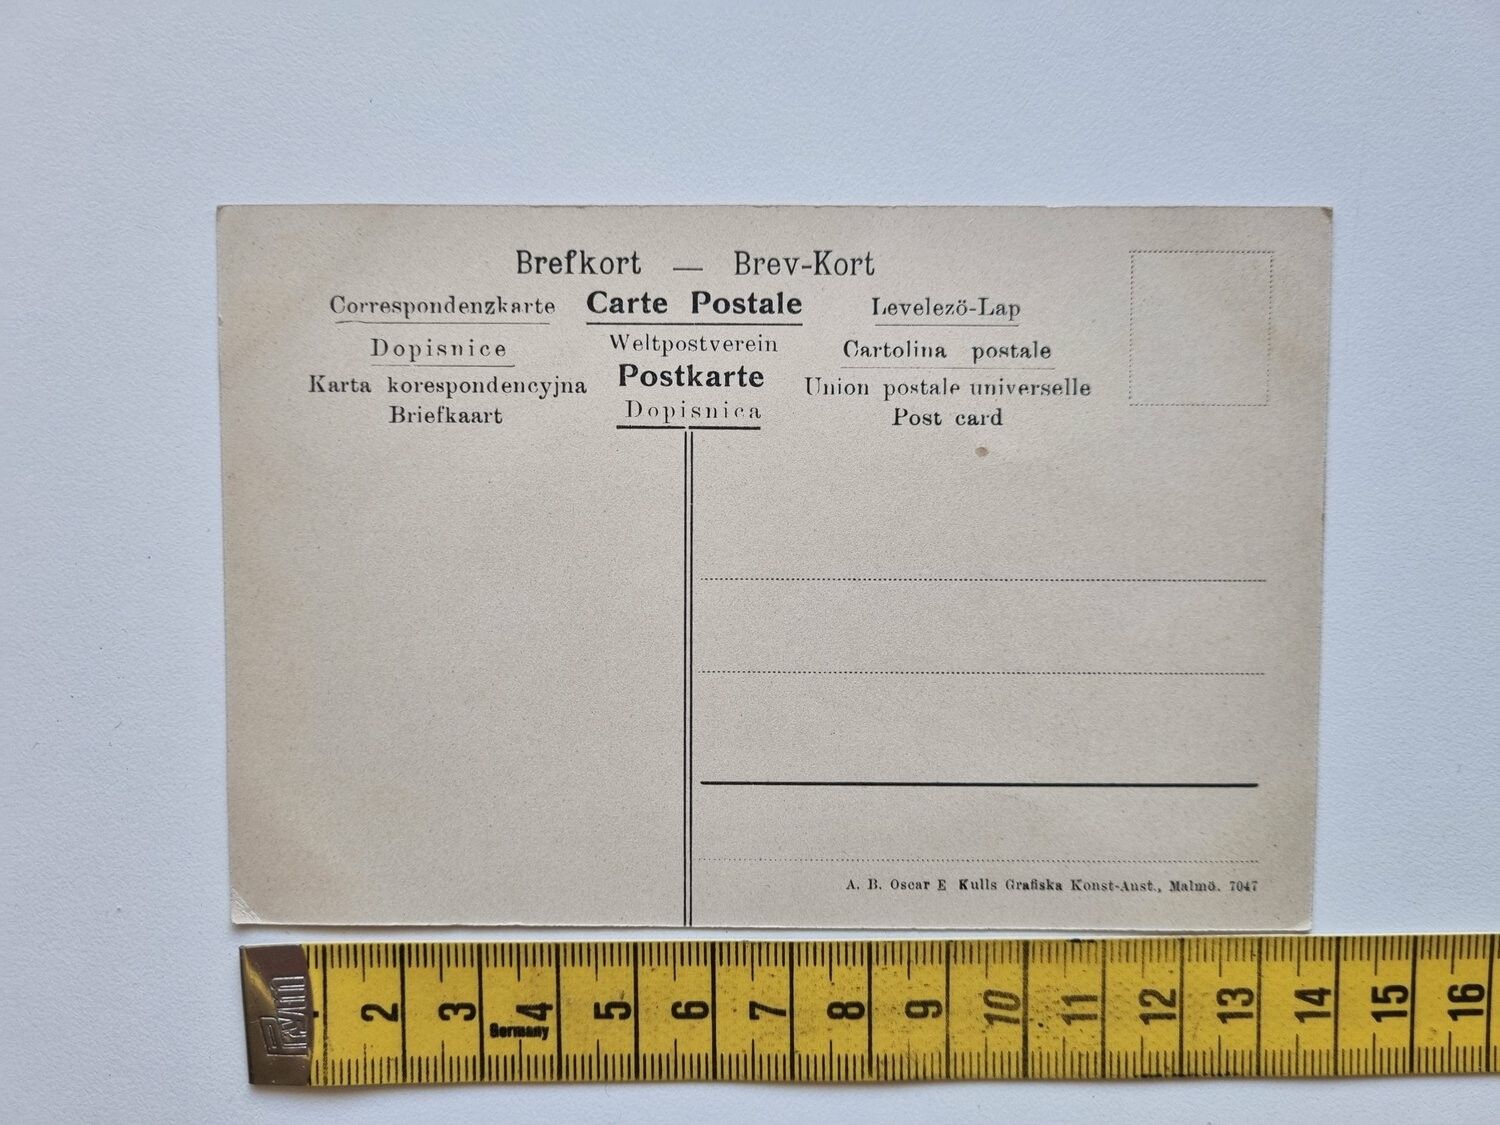 Brefkort — Brev-Kort
Correspondenzkarte Carte Postale Levelezö-Lap
Dopisnice Weltpostverein Cartolina postale
Karta korespondencyjna Postkarte Union postale universelle
Briefkaart Dopisnica Post card
A. B. Oscar E Kulls Grafiska Konst-Anst., Malmö. 7047
Prym 2 3 4 5 6 7 8 9 10 11 12 13 14 15 16
Germany